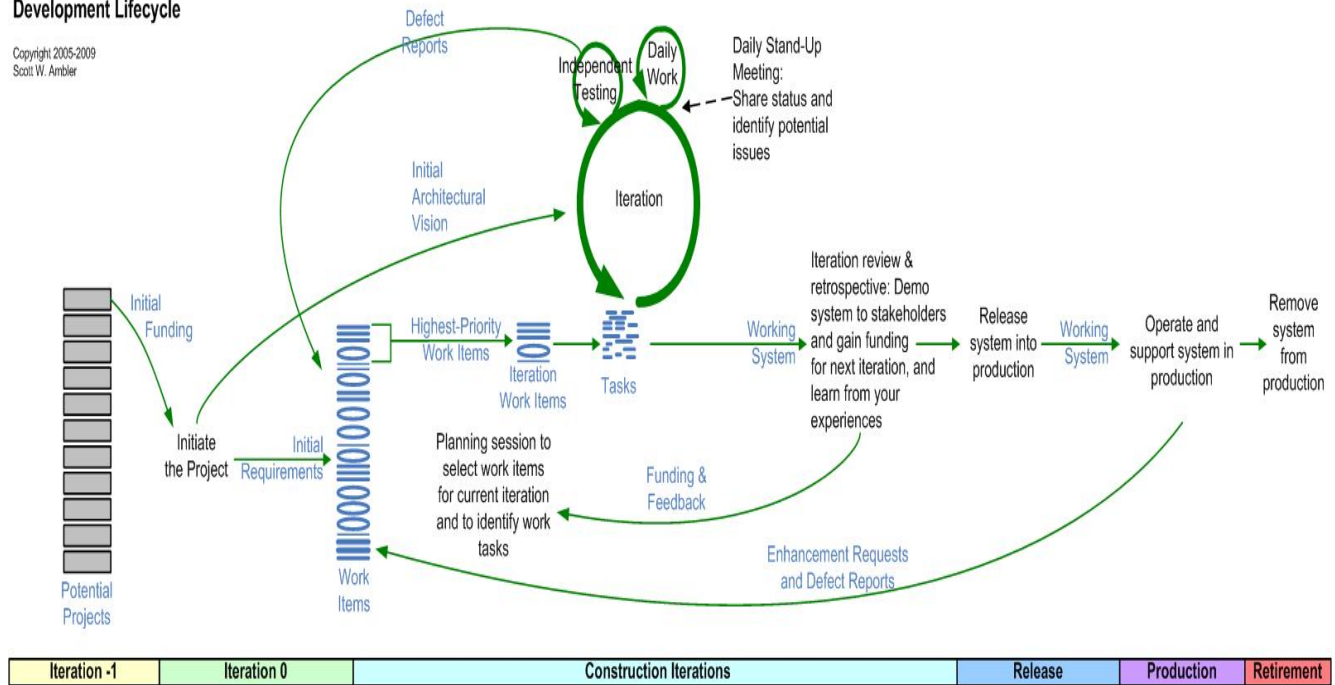 Development Lifecycle
Copyright 2005-2009
Scott W. Ambler
Defect
Reports
Independent
Testing
Daily
Work
Daily Stand-Up
Meeting:
Share status and
identify potential
issues
Initial
Architectural
Vision
Iteration
Initial
Funding
Highest-Priority
Work Items
Iteration
Work Items
Tasks
Working
System
Iteration review &
retrospective: Demo
system to stakeholders
and gain funding
for next iteration, and
learn from your
experiences
Release
system into
production
Working
System
Operate and
support system in
production
Remove
system
from
production
Initiate
the Project
Initial
Requirements
Planning session to
select work items
for current iteration
and to identify work
tasks
Funding &
Feedback
Enhancement Requests
and Defect Reports
Potential
Projects
Work
Items
Iteration -1
Iteration 0
Construction Iterations
Release
Production
Retirement